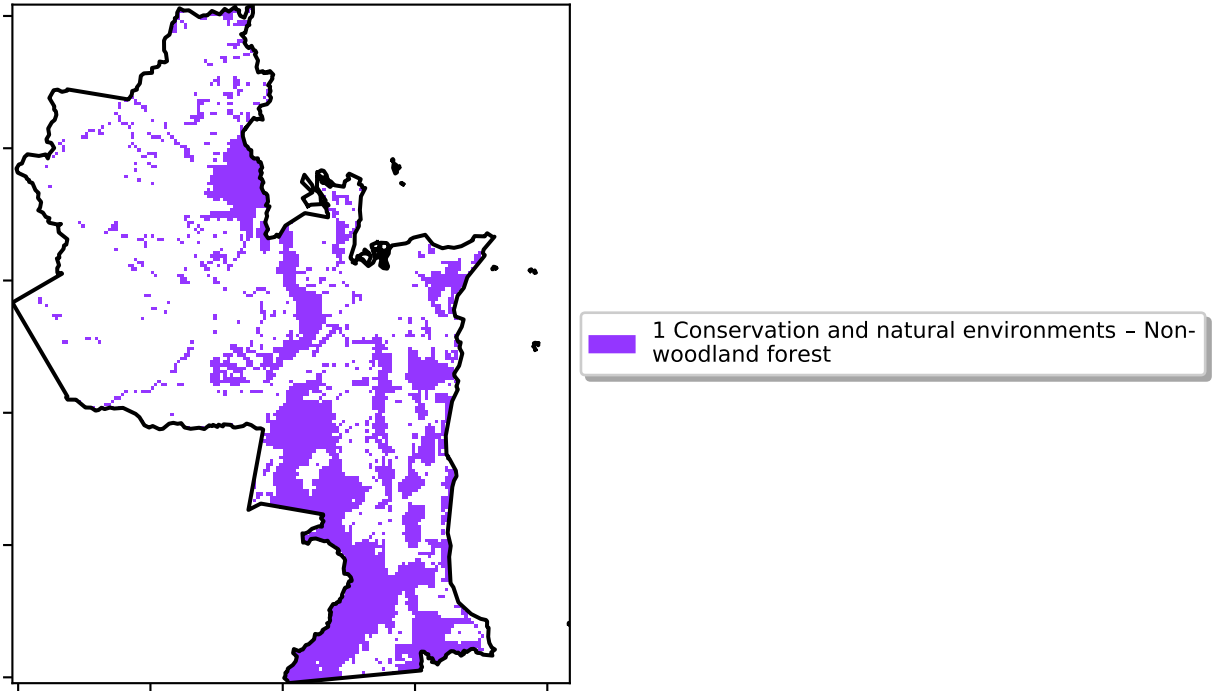 1 Conservation and natural environments – Non-
woodland forest